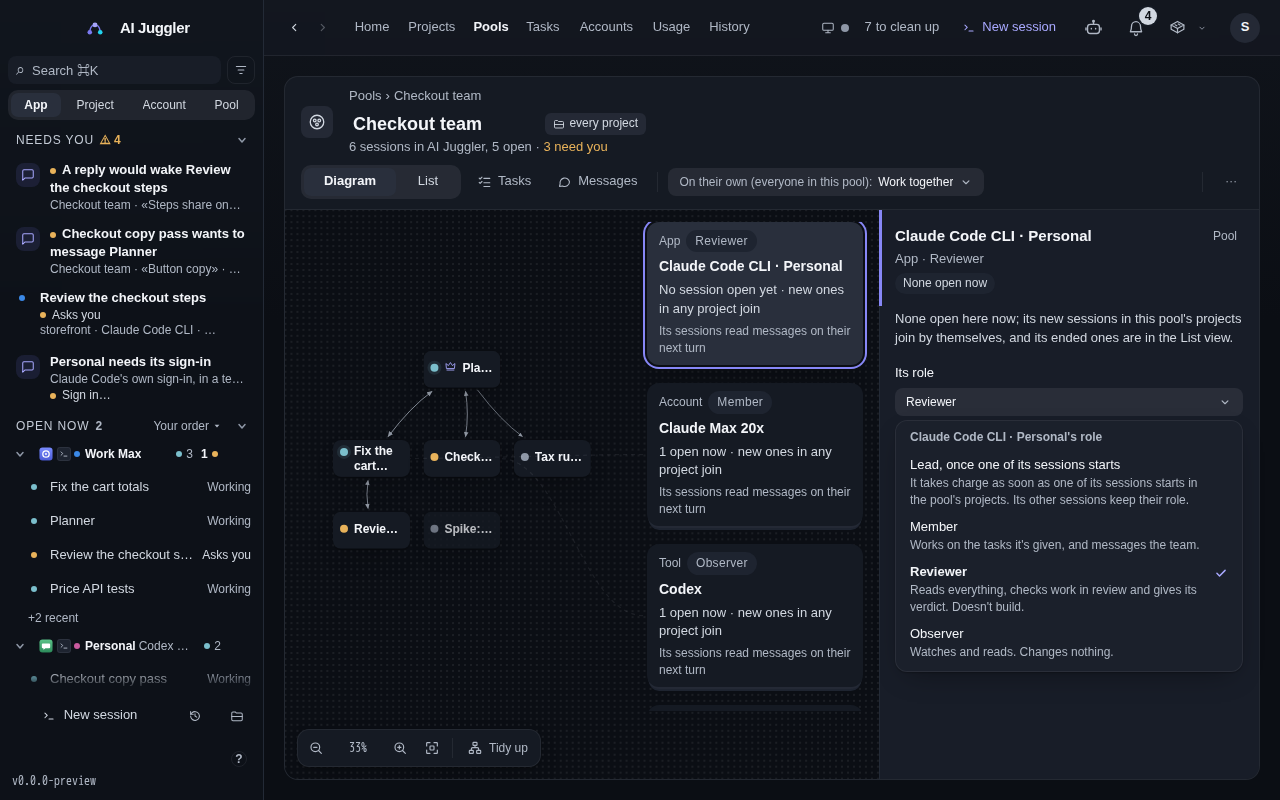 AI Juggler
Search ⌘K
App Project Account Pool
NEEDS YOU 4
A reply would wake Review the checkout steps
Checkout team · «Steps share on…
Checkout copy pass wants to message Planner
Checkout team · «Button copy» · …
Review the checkout steps
Asks you
storefront · Claude Code CLI · …
Personal needs its sign-in
Claude Code's own sign-in, in a te…
Sign in…
OPEN NOW 2 Your order
Work Max 3 1
Fix the cart totals Working
Planner Working
Review the checkout s… Asks you
Price API tests Working
+2 recent
Personal Codex … 2
Checkout copy pass Working
New session
?
v0.0.0-preview
Home Projects Pools Tasks Accounts Usage History
7 to clean up
New session
4
S
Pools › Checkout team
Checkout team
every project
6 sessions in AI Juggler, 5 open · 3 need you
Diagram List Tasks Messages
On their own (everyone in this pool): Work together
Pla…
Fix the cart…
Check…
Tax ru…
Revie…
Spike:…
App Reviewer
Claude Code CLI · Personal
No session open yet · new ones
in any project join
Its sessions read messages on their
next turn
Account Member
Claude Max 20x
1 open now · new ones in any
project join
Its sessions read messages on their
next turn
Tool Observer
Codex
1 open now · new ones in any
project join
Its sessions read messages on their
next turn
33%
Tidy up
Claude Code CLI · Personal Pool
App · Reviewer
None open now
None open here now; its new sessions in this pool's projects
join by themselves, and its ended ones are in the List view.
Its role
Reviewer
Claude Code CLI · Personal's role
Lead, once one of its sessions starts
It takes charge as soon as one of its sessions starts in
the pool's projects. Its other sessions keep their role.
Member
Works on the tasks it's given, and messages the team.
Reviewer
Reads everything, checks work in review and gives its
verdict. Doesn't build.
Observer
Watches and reads. Changes nothing.